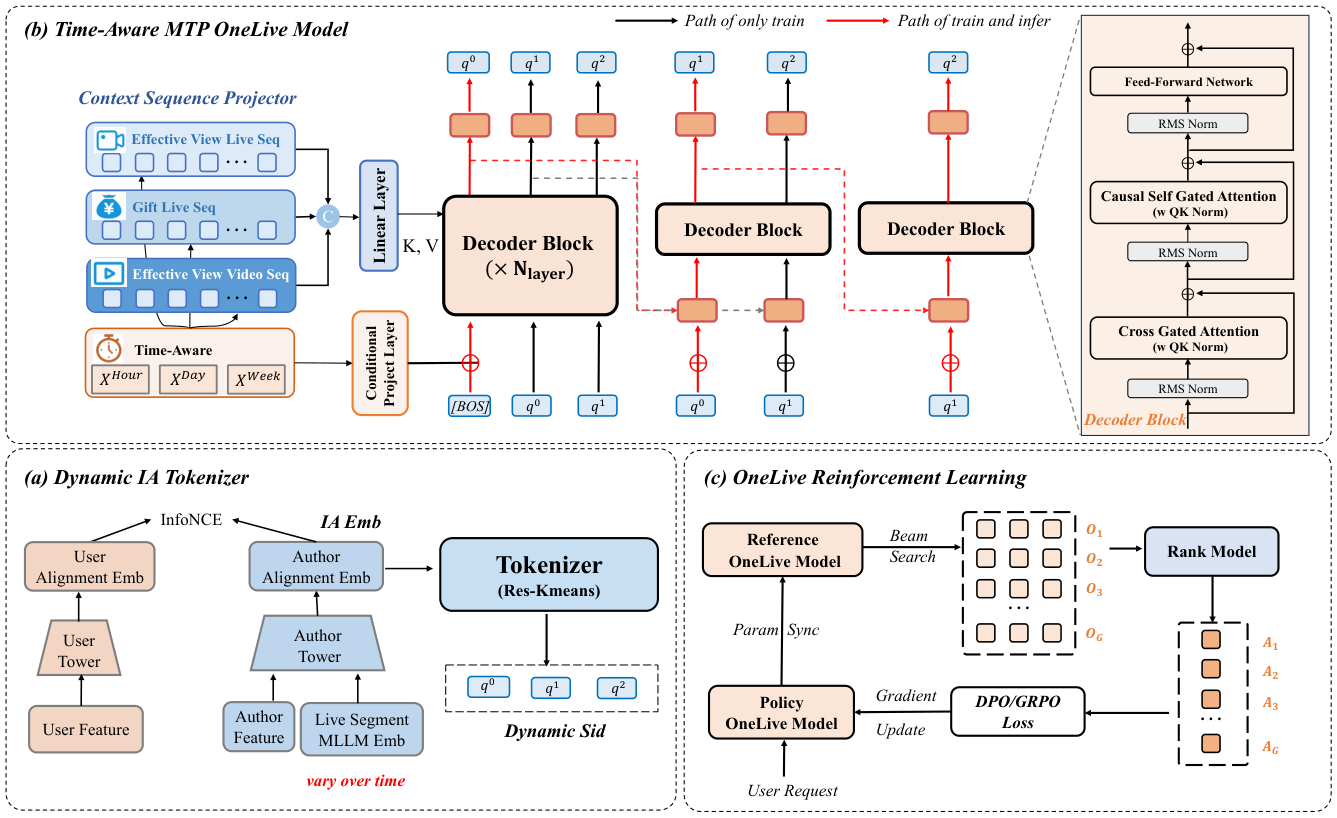 (b) Time-Aware MTP OneLive Model
Path of only train
Path of train and infer
Context Sequence Projector
Effective View Live Seq
Gift Live Seq
Effective View Video Seq
Time-Aware
X^Hour X^Day X^Week
C
Linear Layer
K, V
Conditional
Project Layer
q^0 q^1 q^2
Decoder Block
(× N_layer)
[BOS] q^0 q^1
q^1 q^2
Decoder Block
q^0 q^1
q^2
Decoder Block
q^1
Feed-Forward Network
RMS Norm
Causal Self Gated Attention
(w QK Norm)
RMS Norm
Cross Gated Attention
(w QK Norm)
RMS Norm
Decoder Block
(a) Dynamic IA Tokenizer
InfoNCE
IA Emb
User
Alignment Emb
Author
Alignment Emb
Tokenizer
(Res-Kmeans)
User
Tower
Author
Tower
q^0 q^1 q^2
User Feature
Author
Feature
Live Segment
MLLM Emb
Dynamic Sid
vary over time
(c) OneLive Reinforcement Learning
Reference
OneLive Model
Beam
Search
O_1
O_2
O_3
...
O_G
Rank Model
Param Sync
A_1
A_2
A_3
...
A_G
Policy
OneLive Model
Gradient
Update
DPO/GRPO
Loss
User Request